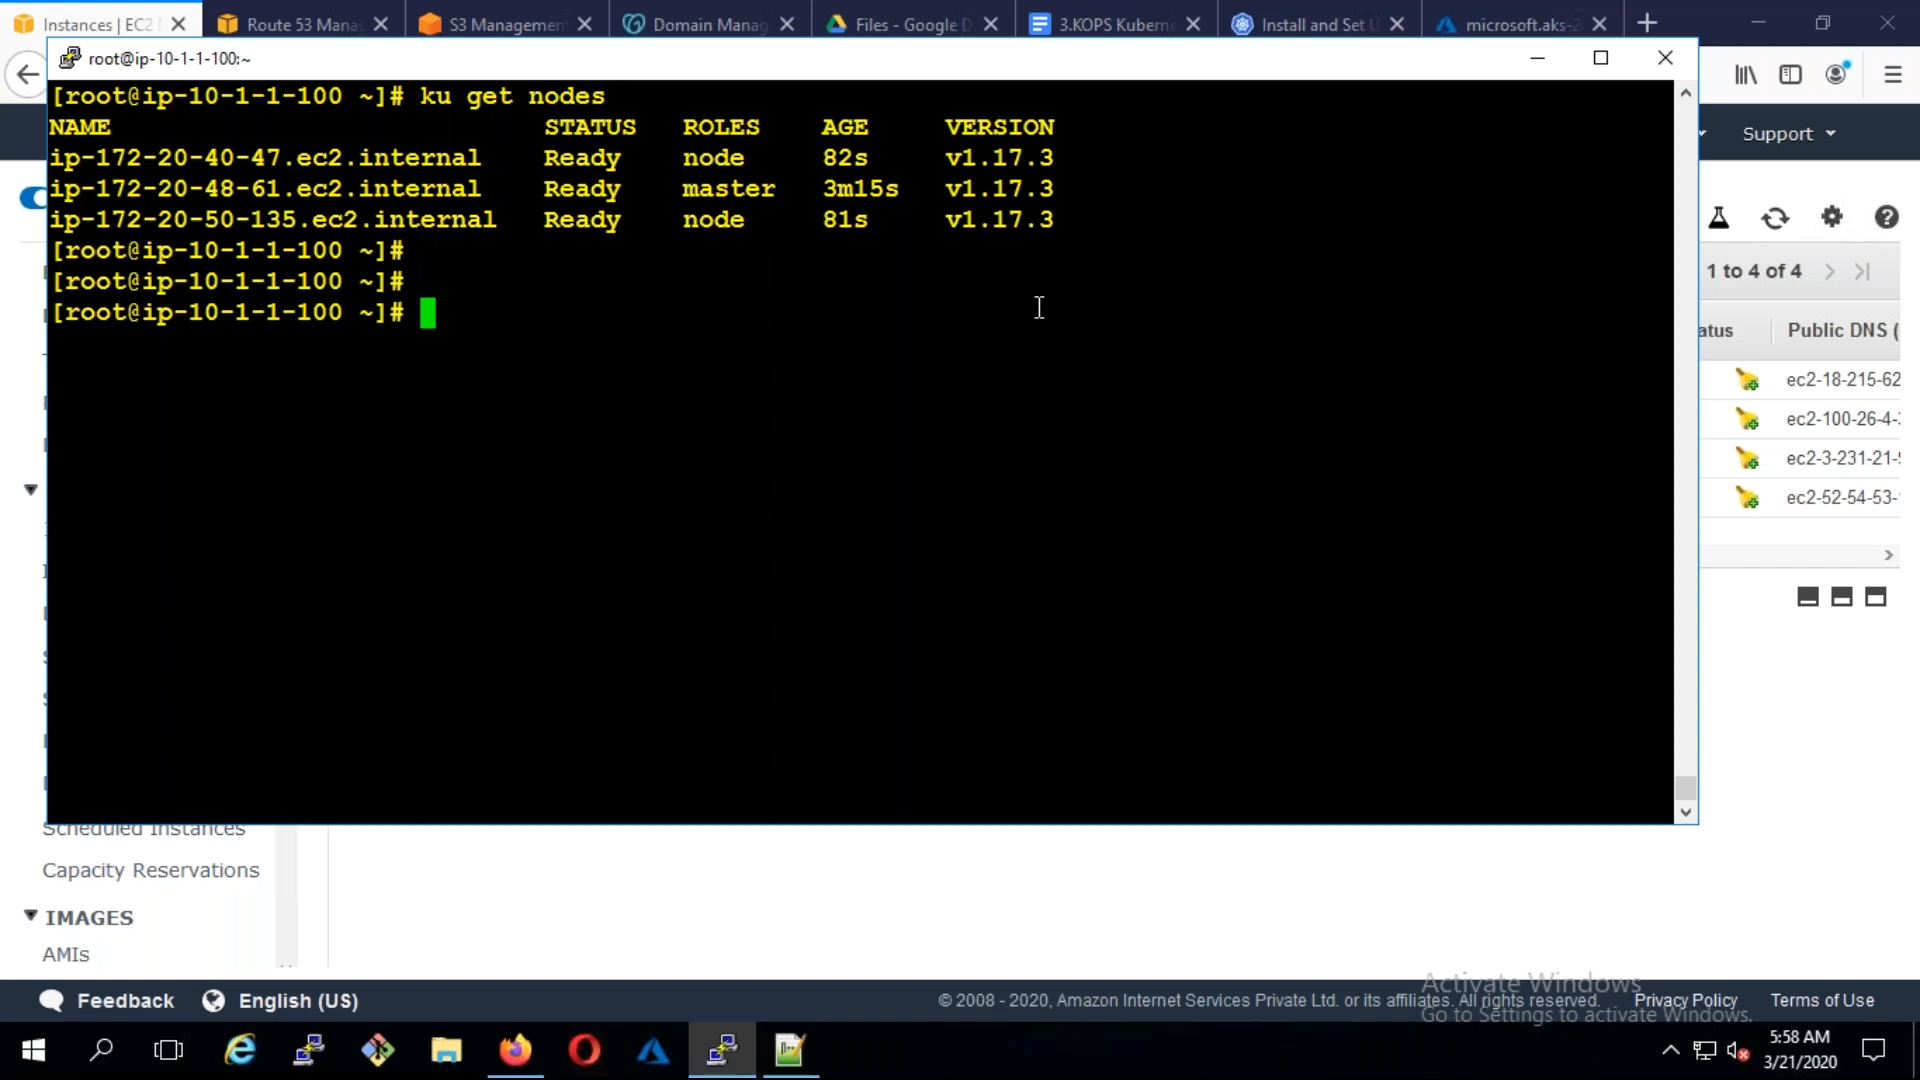 Instances | EC2
Route 53 Mana
S3 Managemen
Domain Manag
Files - Google D
3.KOPS Kuberne
Install and Set U
microsoft.aks-2
root@ip-10-1-1-100:~
[root@ip-10-1-1-100 ~]# ku get nodes
NAME STATUS ROLES AGE VERSION
ip-172-20-40-47.ec2.internal Ready node 82s v1.17.3
ip-172-20-48-61.ec2.internal Ready master 3m15s v1.17.3
ip-172-20-50-135.ec2.internal Ready node 81s v1.17.3
[root@ip-10-1-1-100 ~]#
[root@ip-10-1-1-100 ~]#
[root@ip-10-1-1-100 ~]#
Support
1 to 4 of 4
atus Public DNS (
ec2-18-215-62
ec2-100-26-4-
ec2-3-231-21-
ec2-52-54-53-
Scheduled Instances
Capacity Reservations
IMAGES
AMIs
Activate Windows
Go to Settings to activate Windows.
Feedback English (US) © 2008 - 2020, Amazon Internet Services Private Ltd. or its affiliates. All rights reserved. Privacy Policy Terms of Use
5:58 AM
3/21/2020